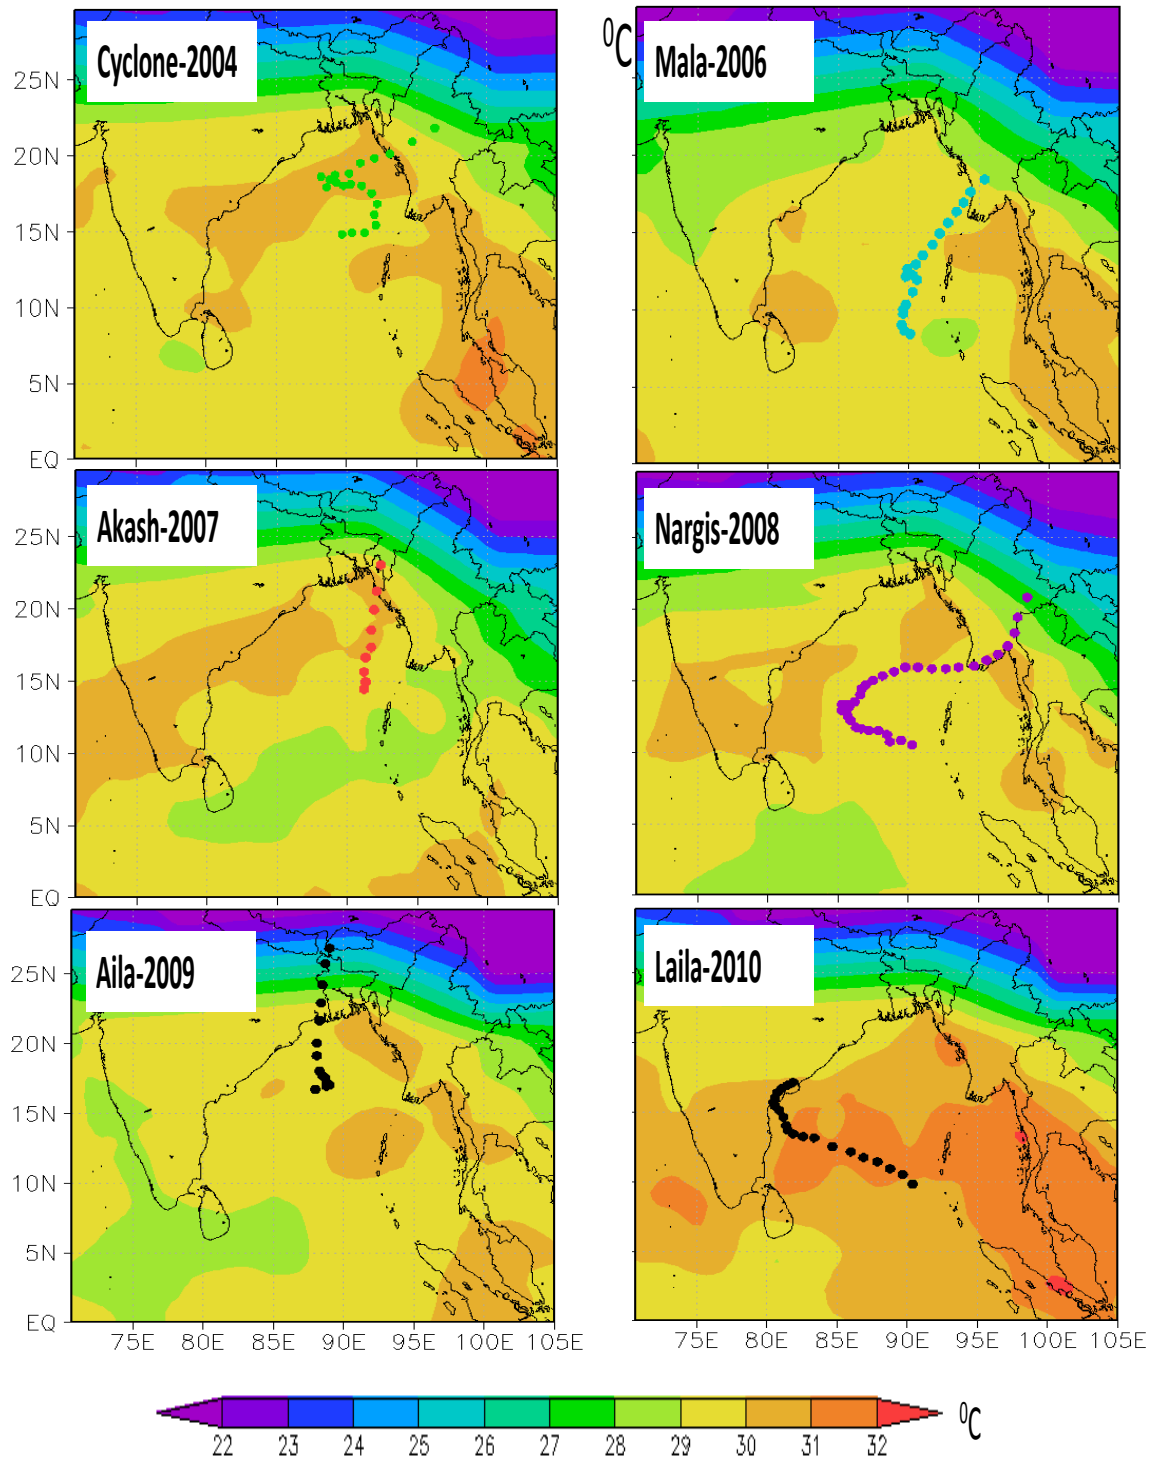 Cyclone-2004
⁰C
Mala-2006
25N
20N
15N
10N
5N
EQ
Akash-2007
Nargis-2008
25N
20N
15N
10N
5N
EQ
Aila-2009
Laila-2010
25N
20N
15N
10N
5N
EQ
75E 80E 85E 90E 95E 100E 105E
75E 80E 85E 90E 95E 100E 105E
⁰C
22 23 24 25 26 27 28 29 30 31 32